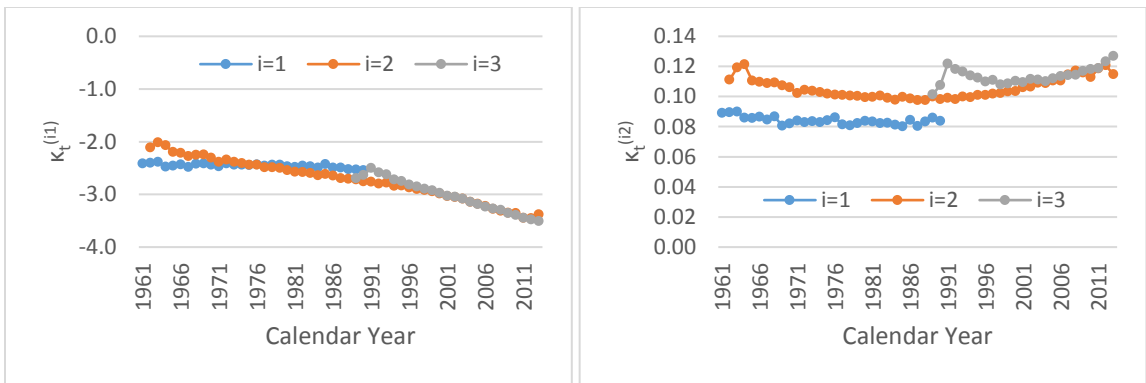 0.0
-1.0
-2.0
-3.0
-4.0
κt(i1)
i=1 i=2 i=3
1961 1966 1971 1976 1981 1986 1991 1996 2001 2006 2011
Calendar Year
0.14
0.12
0.10
0.08
0.06
0.04
0.02
0.00
κt(i2)
i=1 i=2 i=3
1961 1966 1971 1976 1981 1986 1991 1996 2001 2006 2011
Calendar Year